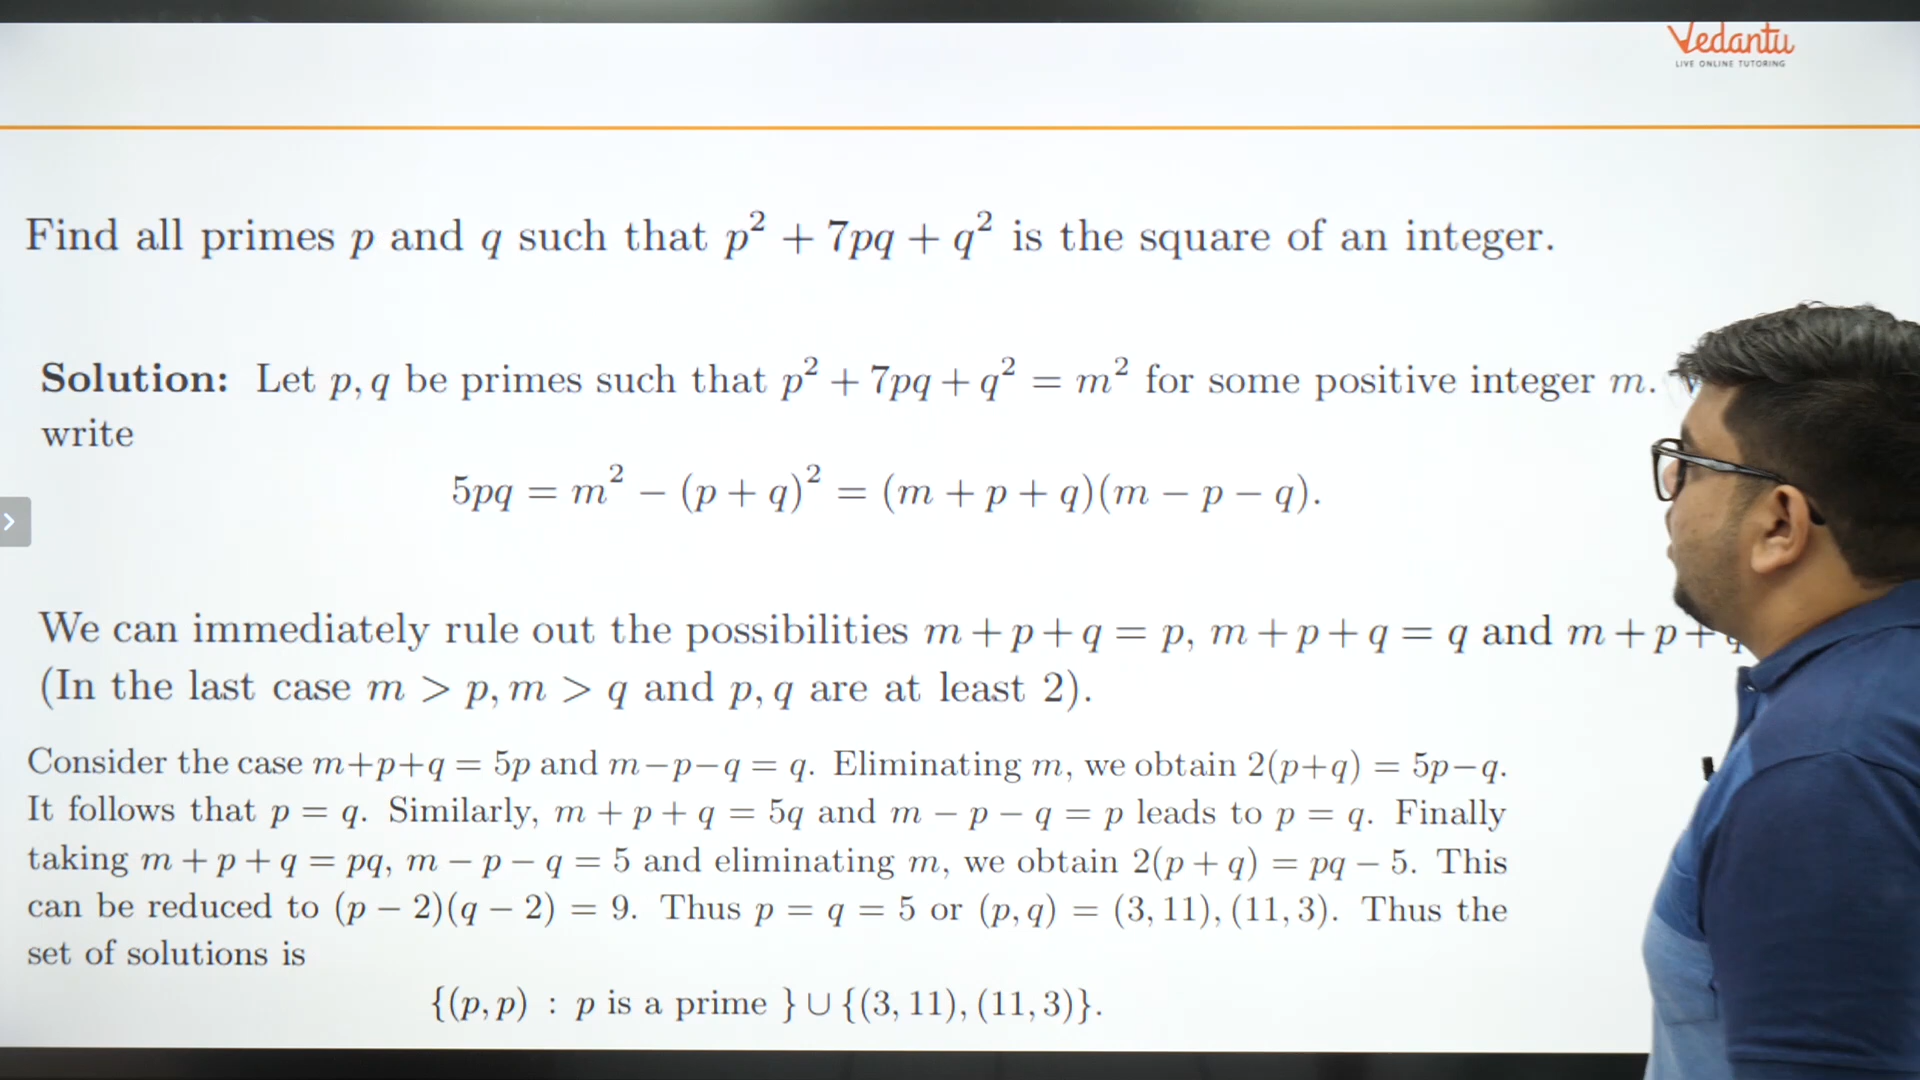 Vedantu
LIVE ONLINE TUTORING
Find all primes p and q such that p² + 7pq + q² is the square of an integer.
Solution: Let p, q be primes such that p² + 7pq + q² = m² for some positive integer m.
write
5pq = m² − (p + q)² = (m + p + q)(m − p − q).
We can immediately rule out the possibilities m + p + q = p, m + p + q = q and m + p +
(In the last case m > p, m > q and p, q are at least 2).
Consider the case m+p+q = 5p and m−p−q = q. Eliminating m, we obtain 2(p+q) = 5p−q.
It follows that p = q. Similarly, m + p + q = 5q and m − p − q = p leads to p = q. Finally
taking m + p + q = pq, m − p − q = 5 and eliminating m, we obtain 2(p + q) = pq − 5. This
can be reduced to (p − 2)(q − 2) = 9. Thus p = q = 5 or (p, q) = (3, 11), (11, 3). Thus the
set of solutions is
{(p, p) : p is a prime } ∪ {(3, 11), (11, 3)}.